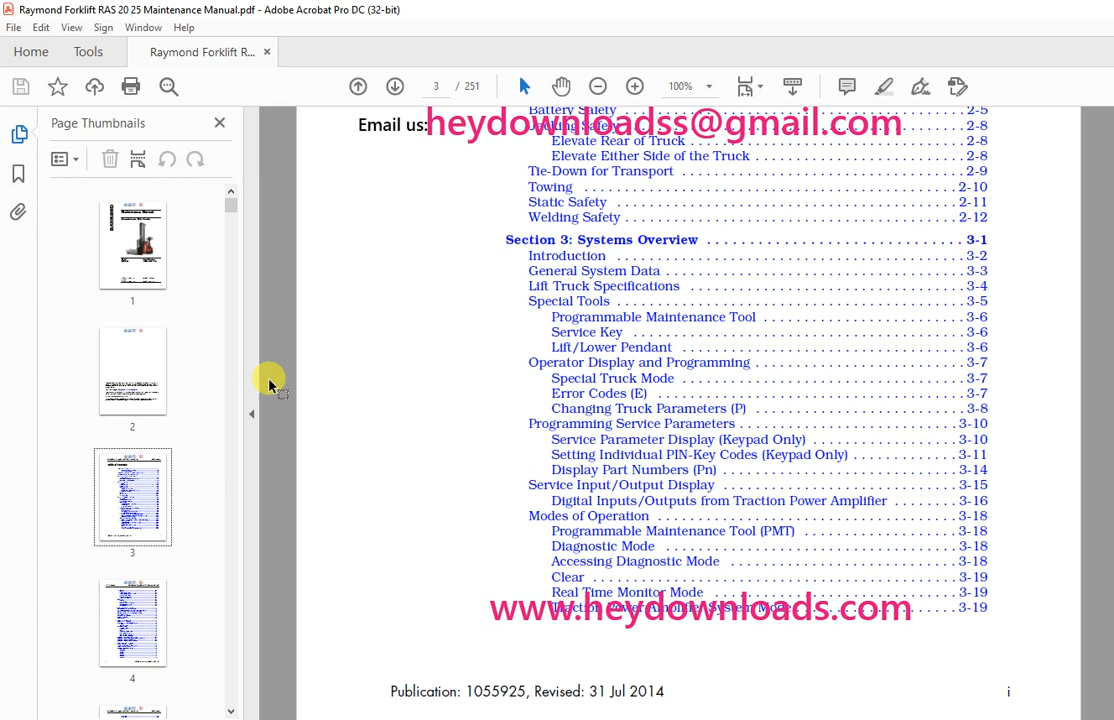 Raymond Forklift RAS 20 25 Maintenance Manual.pdf - Adobe Acrobat Pro DC (32-bit)
File Edit View Sign Window Help
Home Tools Raymond Forklift R... ×
3 / 251 100%
Page Thumbnails
1
2
3
4
Battery Safety . . . . . . . . . . . . . . . . . . . . . . . . . . . . . . . . . . 2-5
Email us: heydownloadss@gmail.com
Jacking Safety 2-8
Elevate Rear of Truck . . . . . . . . . . . . . . . . . . . . . . . . . . . 2-8
Elevate Either Side of the Truck . . . . . . . . . . . . . . . . . . . . 2-8
Tie-Down for Transport . . . . . . . . . . . . . . . . . . . . . . . . . . . 2-9
Towing . . . . . . . . . . . . . . . . . . . . . . . . . . . . . . . . . . . . 2-10
Static Safety . . . . . . . . . . . . . . . . . . . . . . . . . . . . . . . . 2-11
Welding Safety . . . . . . . . . . . . . . . . . . . . . . . . . . . . . . . 2-12
Section 3: Systems Overview . . . . . . . . . . . . . . . . . . . . . . . 3-1
Introduction . . . . . . . . . . . . . . . . . . . . . . . . . . . . . . . . 3-2
General System Data . . . . . . . . . . . . . . . . . . . . . . . . . . . . 3-3
Lift Truck Specifications . . . . . . . . . . . . . . . . . . . . . . . . . 3-4
Special Tools . . . . . . . . . . . . . . . . . . . . . . . . . . . . . . . . 3-5
Programmable Maintenance Tool . . . . . . . . . . . . . . . . . . . . 3-6
Service Key . . . . . . . . . . . . . . . . . . . . . . . . . . . . . . . . 3-6
Lift/Lower Pendant . . . . . . . . . . . . . . . . . . . . . . . . . . . . 3-6
Operator Display and Programming . . . . . . . . . . . . . . . . . . . 3-7
Special Truck Mode . . . . . . . . . . . . . . . . . . . . . . . . . . . . 3-7
Error Codes (E) . . . . . . . . . . . . . . . . . . . . . . . . . . . . . . 3-7
Changing Truck Parameters (P) . . . . . . . . . . . . . . . . . . . . . 3-8
Programming Service Parameters . . . . . . . . . . . . . . . . . . . . 3-10
Service Parameter Display (Keypad Only) . . . . . . . . . . . . . . 3-10
Setting Individual PIN-Key Codes (Keypad Only) . . . . . . . . . . 3-11
Display Part Numbers (Pn) . . . . . . . . . . . . . . . . . . . . . . . 3-14
Service Input/Output Display . . . . . . . . . . . . . . . . . . . . . . 3-15
Digital Inputs/Outputs from Traction Power Amplifier . . . . . . . 3-16
Modes of Operation . . . . . . . . . . . . . . . . . . . . . . . . . . . . 3-18
Programmable Maintenance Tool (PMT) . . . . . . . . . . . . . . . . 3-18
Diagnostic Mode . . . . . . . . . . . . . . . . . . . . . . . . . . . . . 3-18
Accessing Diagnostic Mode . . . . . . . . . . . . . . . . . . . . . . . 3-18
Clear . . . . . . . . . . . . . . . . . . . . . . . . . . . . . . . . . . . . 3-19
Real Time Monitor Mode . . . . . . . . . . . . . . . . . . . . . . . . . 3-19
Traction Power Amplifier System Mode . . . . . . . . . . . . . . . . 3-19
www.heydownloads.com
Publication: 1055925, Revised: 31 Jul 2014 i